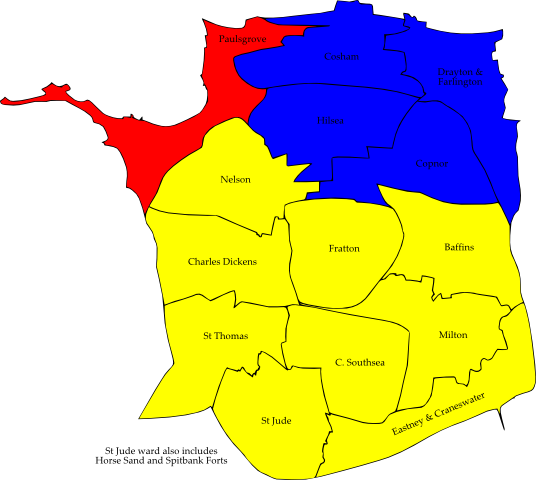 Paulsgrove
Cosham
Drayton &
Farlington
Hilsea
Copnor
Nelson
Charles Dickens
Fratton
Baffins
St Thomas
C. Southsea
Milton
St Jude
Eastney & Craneswater
St Jude ward also includes
Horse Sand and Spitbank Forts